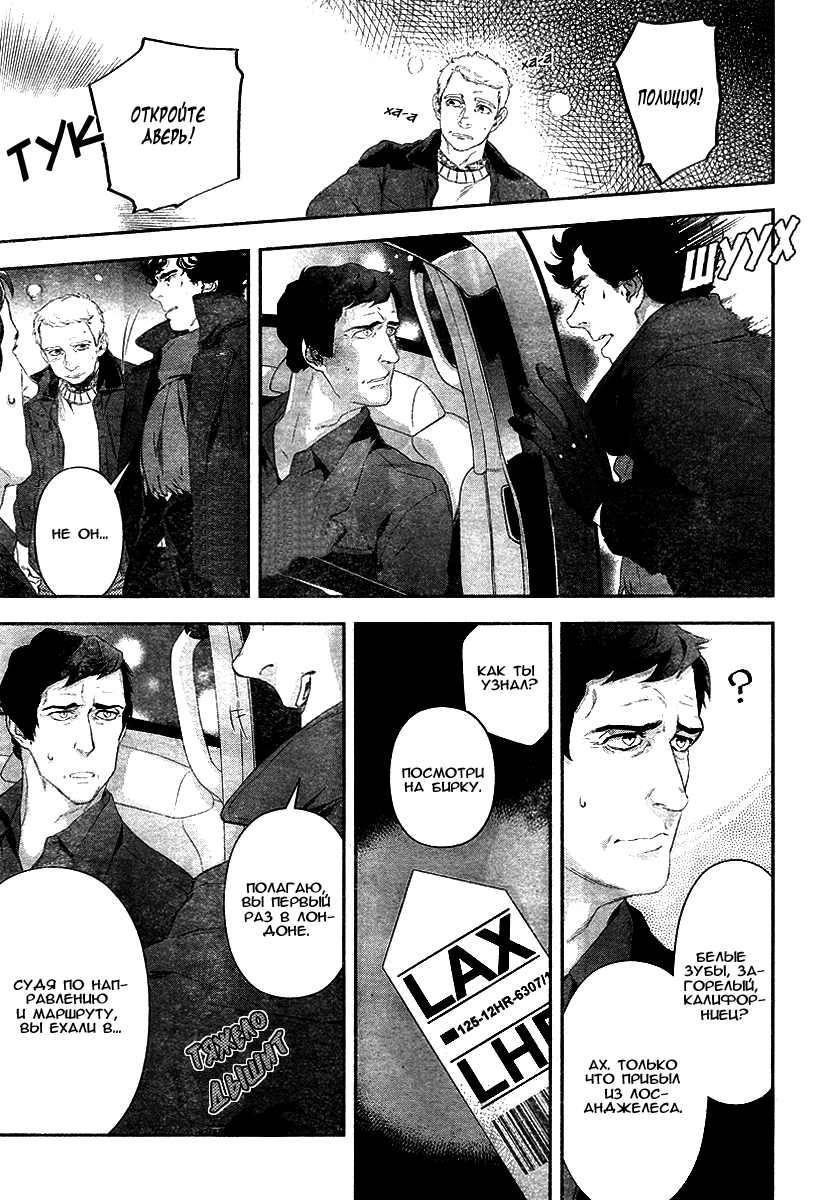 ПОЛИЦИЯ!
ХА-А
ХА-А
ОТКРОЙТЕ
ДВЕРЬ!
ТУК
ШУУХ
НЕ ОН...
?
БЕЛЫЕ
ЗУБЫ, ЗА-
ГОРЕЛЫЙ,
КАЛИФОР-
НИЕЦ?
АХ. ТОЛЬКО
ЧТО ПРИБЫЛ
ИЗ ЛОС-
АНДЖЕЛЕСА.
КАК ТЫ
УЗНАЛ?
ПОСМОТРИ
НА БИРКУ.
LAX
125-12HR-6307/1
LHR
ПОЛАГАЮ,
ВЫ ПЕРВЫЙ
РАЗ В ЛОН-
ДОНЕ.
СУДЯ ПО НАП-
РАВЛЕНИЮ
И МАРШРУТУ,
ВЫ ЕХАЛИ В...
ТЯЖЕЛО
ДЫШИТ